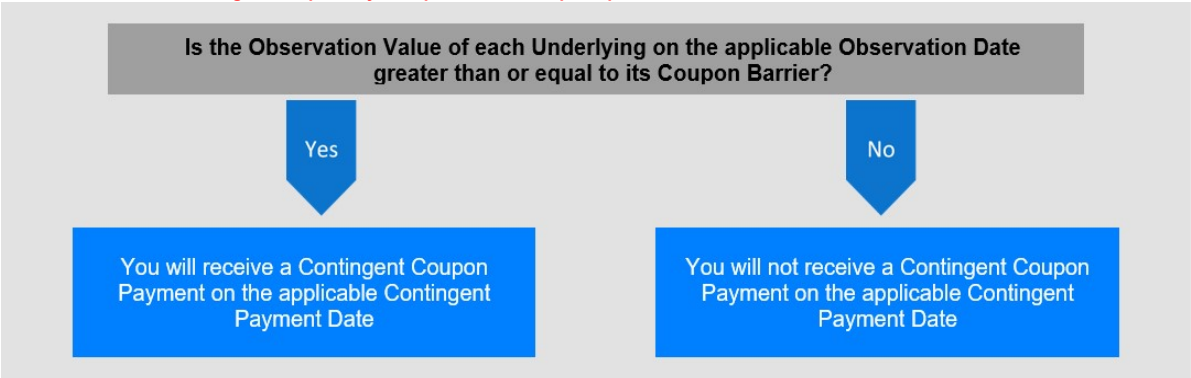 Is the Observation Value of each Underlying on the applicable Observation Date
greater than or equal to its Coupon Barrier?
Yes
No
You will receive a Contingent Coupon
Payment on the applicable Contingent
Payment Date
You will not receive a Contingent Coupon
Payment on the applicable Contingent
Payment Date